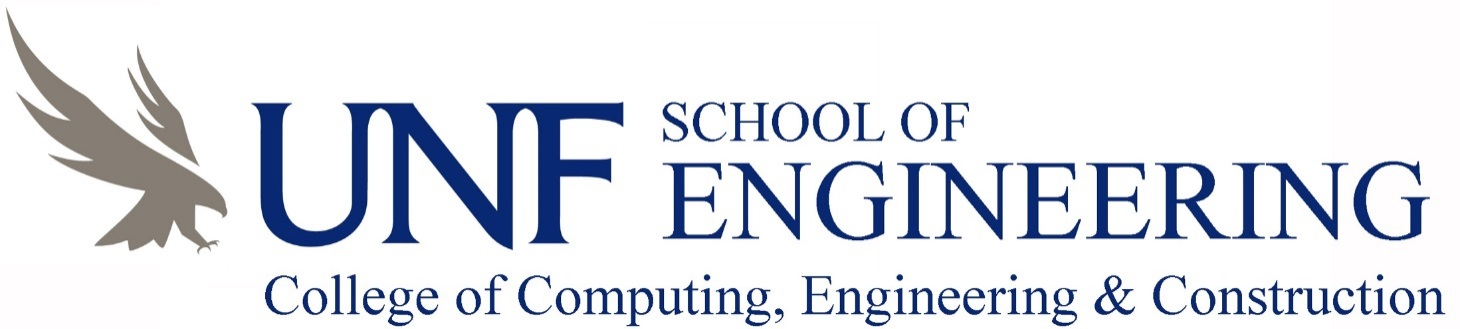 UNF SCHOOL OF
ENGINEERING
College of Computing, Engineering & Construction